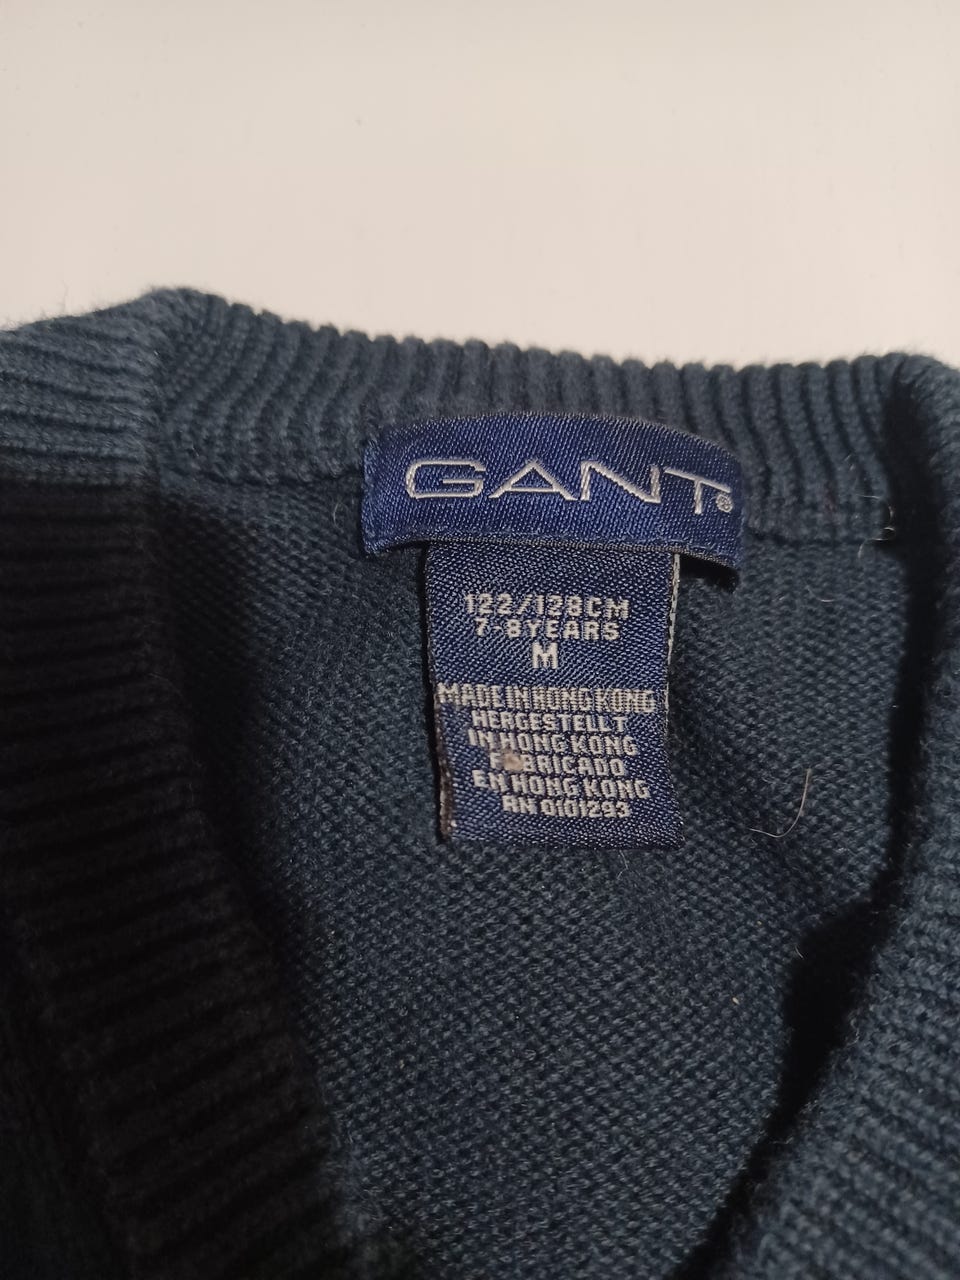 GANT®
122/128CM
7-8YEARS
M
MADE IN HONG KONG
HERGESTELLT
IN HONG KONG
FABRICADO
EN HONG KONG
RN 0101293